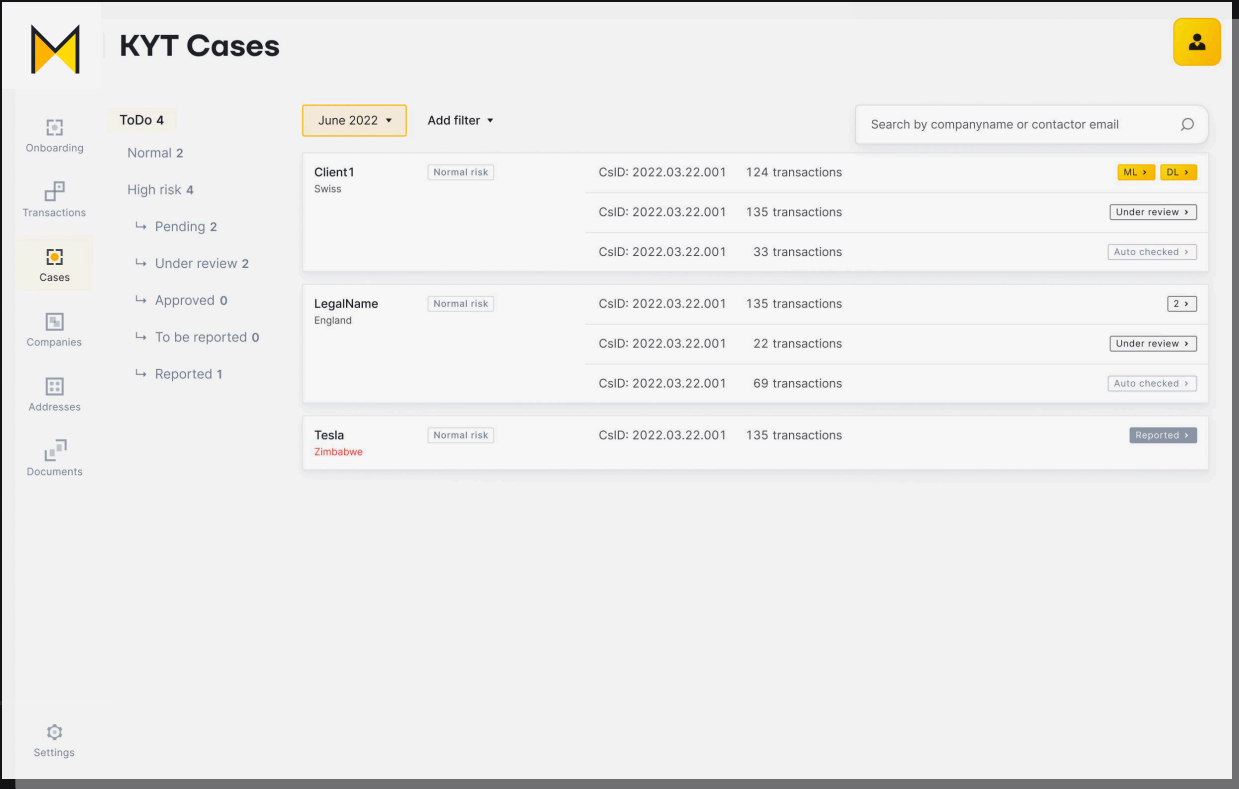 KYT Cases
Onboarding
Transactions
Cases
Companies
Addresses
Documents
Settings
ToDo 4
Normal 2
High risk 4
Pending 2
Under review 2
Approved 0
To be reported 0
Reported 1
June 2022
Add filter
Search by companyname or contactor email
Client1
Swiss
Normal risk
CsID: 2022.03.22.001 124 transactions ML > DL >
CsID: 2022.03.22.001 135 transactions Under review >
CsID: 2022.03.22.001 33 transactions Auto checked >
LegalName
England
Normal risk
CsID: 2022.03.22.001 135 transactions 2 >
CsID: 2022.03.22.001 22 transactions Under review >
CsID: 2022.03.22.001 69 transactions Auto checked >
Tesla
Zimbabwe
Normal risk
CsID: 2022.03.22.001 135 transactions Reported >